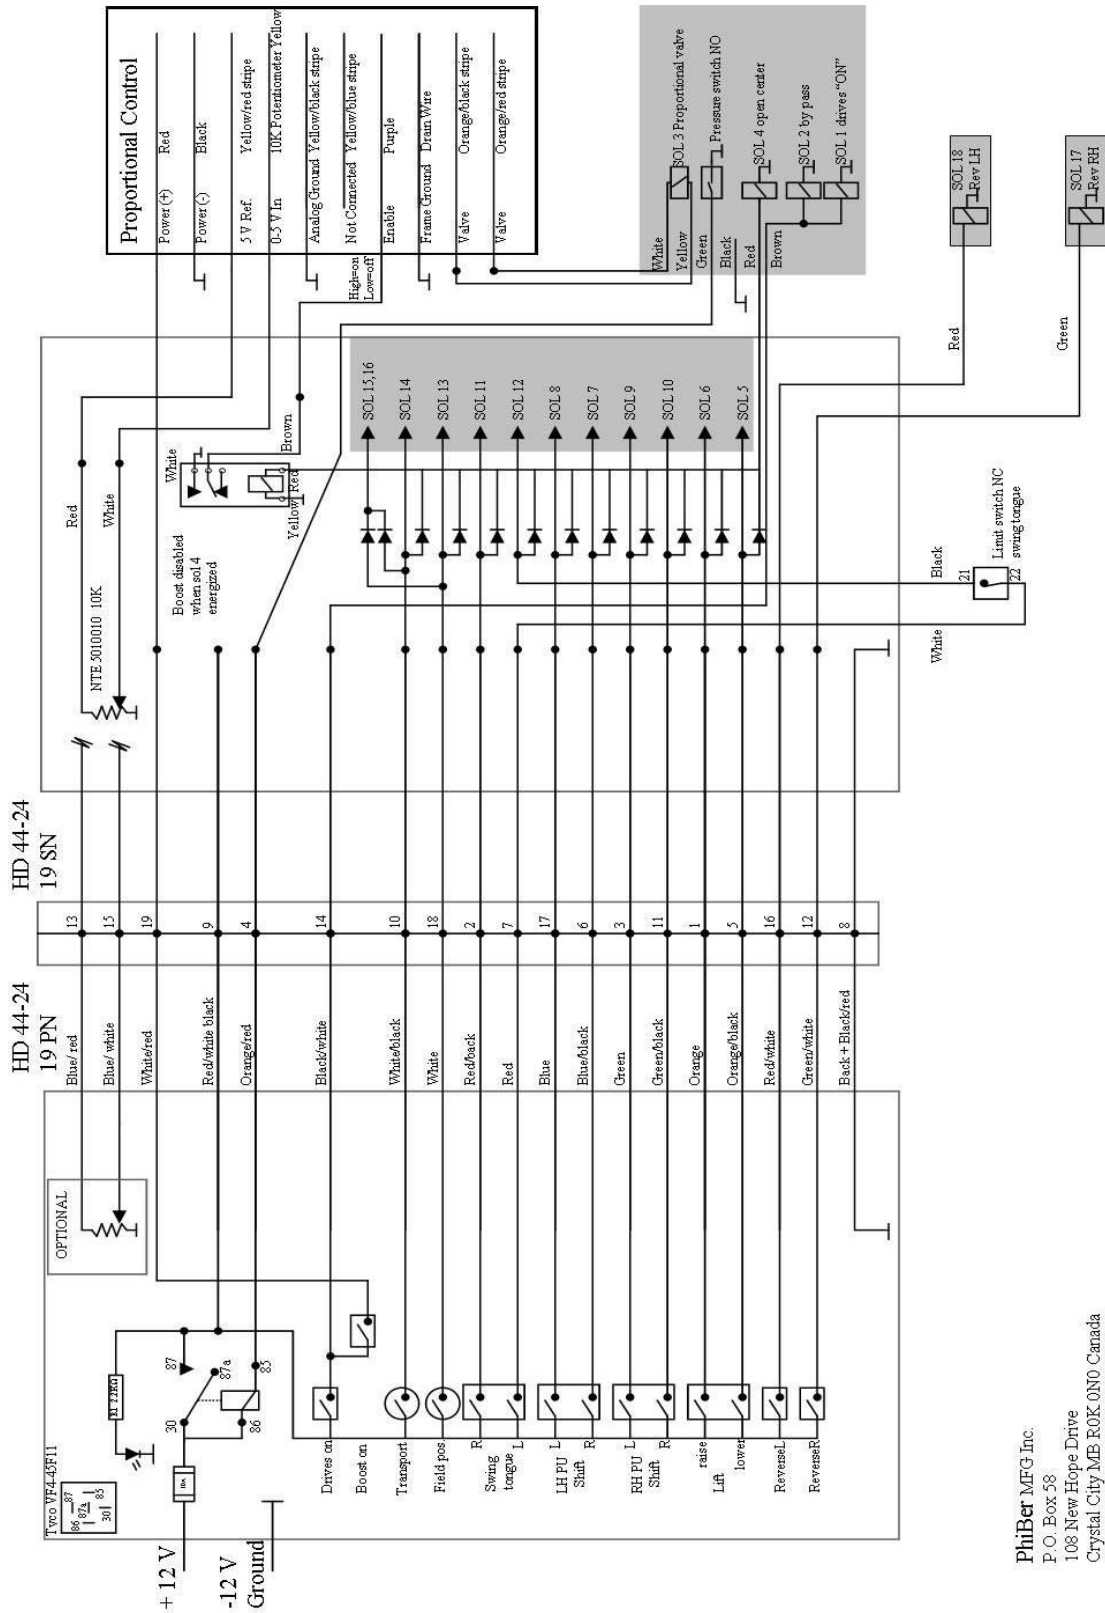 Proportional Control
Power (+) Red
Power (-) Black
5 V Ref. Yellow/red stripe
0-5 V In 10K Potentiometer Yellow
Analog Ground Yellow/black stripe
Not Connected Yellow/blue stripe
High=on
Low=off
Enable Purple
Frame Ground Drain Wire
Valve Orange/black stripe
Valve Orange/red stripe
White
Yellow
Green
Black
Red
Brown
SOL 3 Proportional valve
Pressure switch NO
SOL 4 open center
SOL 2 by pass
SOL 1 drives "ON"
SOL 18
Rev LH
SOL 17
Rev RH
Red
Green
Red
White
NTE 5010010 10K
White
Brown
Yellow
Red
Boost disabled
when sol 4
energized
SOL 15,16
SOL 14
SOL 13
SOL 11
SOL 12
SOL 8
SOL 7
SOL 9
SOL 10
SOL 6
SOL 5
Black
White
21
22
Limit switch NC
swing tongue
HD 44-24
19 SN
13
15
19
9
4
14
10
18
2
7
17
6
3
11
1
5
16
12
8
HD 44-24
19 PN
Blue/ red
Blue/ white
White/red
Red/white black
Orange/red
Black/white
White/black
White
Red/back
Red
Blue
Blue/black
Green
Green/black
Orange
Orange/black
Red/white
Green/white
Back + Black/red
OPTIONAL
R1 2.2KΩ
87
87a
30
85
86
Tyco VF4-45F11
86 87
87a
30 85
10A
+ 12 V
-12 V
Ground
Drives on
Boost on
Transport
Field pos.
Swing R
tongue L
LH PU L
Shift R
RH PU L
Shift R
raise
Lift
lower
ReverseL
ReverseR
PhiBer MFG Inc.
P.O. Box 58
108 New Hope Drive
Crystal City MB R0K 0N0 Canada